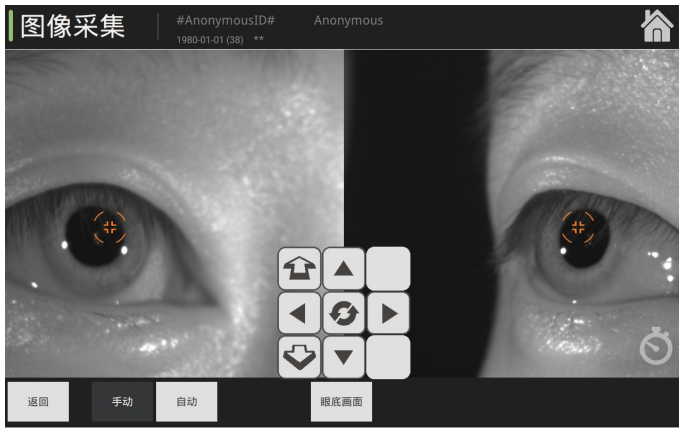 图像采集
#AnonymousID# Anonymous
1980-01-01 (38) **
返回
手动
自动
眼底画面